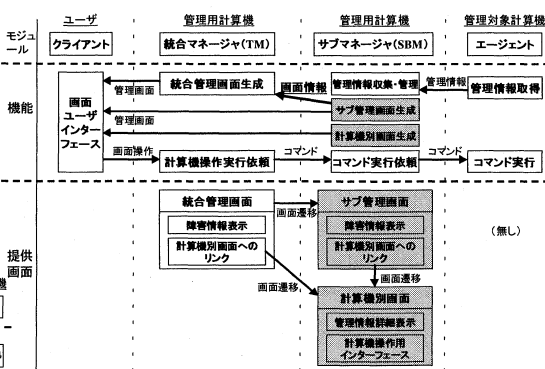 ユーザ
管理用計算機
管理用計算機
管理対象計算機
モジュ
ール
クライアント
統合マネージャ(TM)
サブマネージャ(SBM)
エージェント
機能
画面
ユーザ
インター
フェース
管理画面
統合管理画面生成
画面情報
管理情報収集・管理
管理情報
管理情報取得
サブ管理画面生成
管理画面
計算機別画面生成
画面操作
計算機操作実行依頼
コマンド
コマンド実行依頼
コマンド
コマンド実行
提供
画面
機
統合管理画面
障害情報表示
計算機別画面への
リンク
画面遷移
サブ管理画面
障害情報表示
計算機別画面への
リンク
(無し)
画面遷移
画面遷移
計算機別画面
管理情報詳細表示
計算機操作用
インターフェース